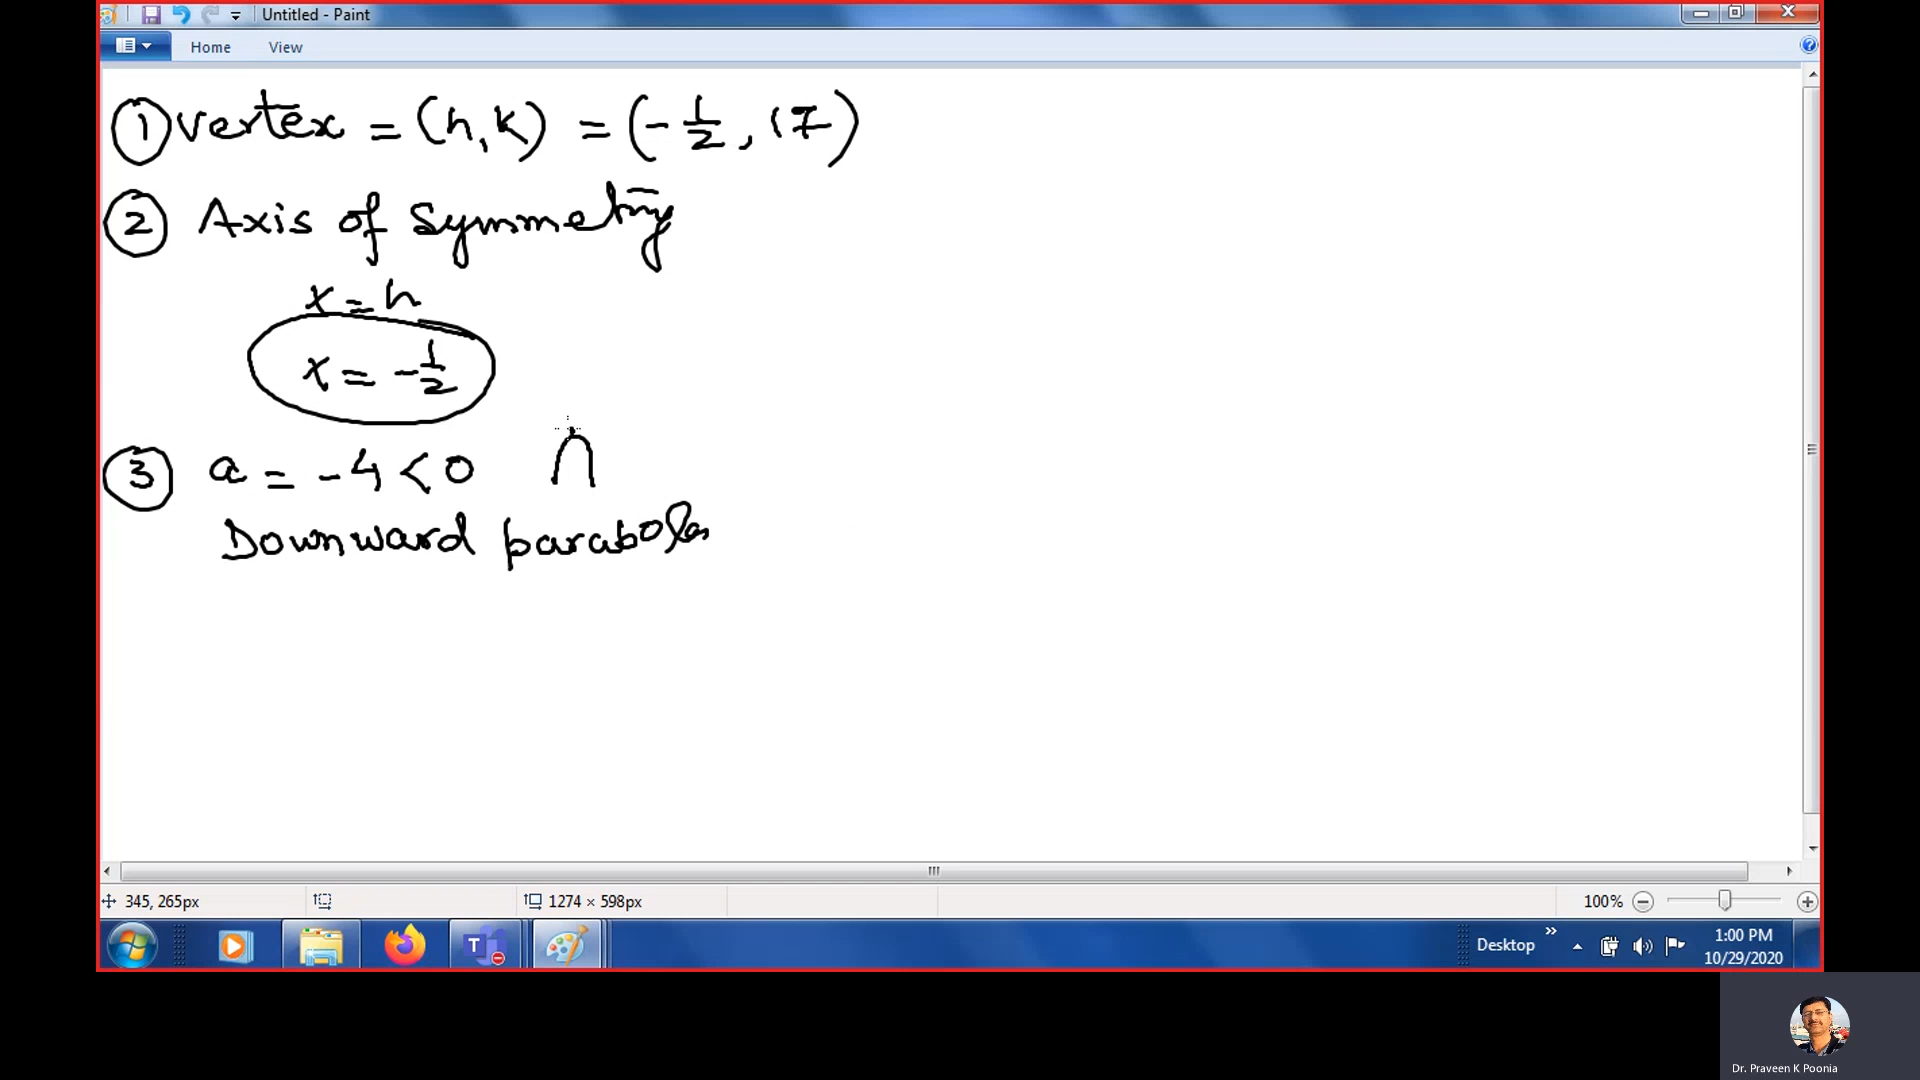 Untitled - Paint
Home View
① Vertex = (h, k) = (-1/2, 17)
② Axis of Symmetry
x = h
x = -1/2
③ a = -4 < 0
Downward parabola
345, 265px
1274 × 598px
100%
Desktop
1:00 PM
10/29/2020
Dr. Praveen K Poonia